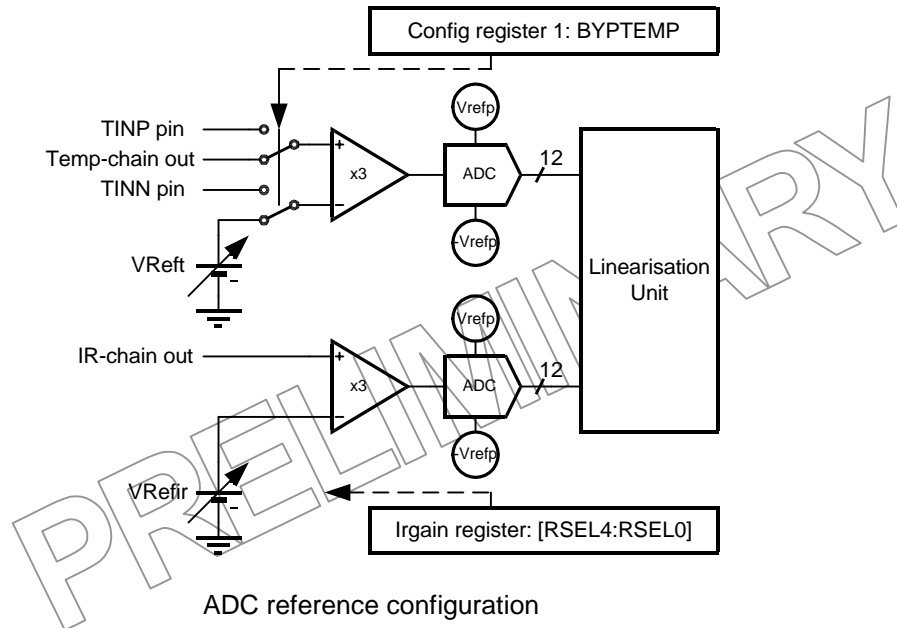 Config register 1: BYPTEMP
Vrefp
TINP pin
Temp-chain out
TINN pin
+
x3
−
ADC
12
-Vrefp
VReft
-
Linearisation
Unit
Vrefp
IR-chain out
+
x3
−
ADC
12
-Vrefp
VRefir
-
Irgain register: [RSEL4:RSEL0]
PRELIMINARY
ADC reference configuration